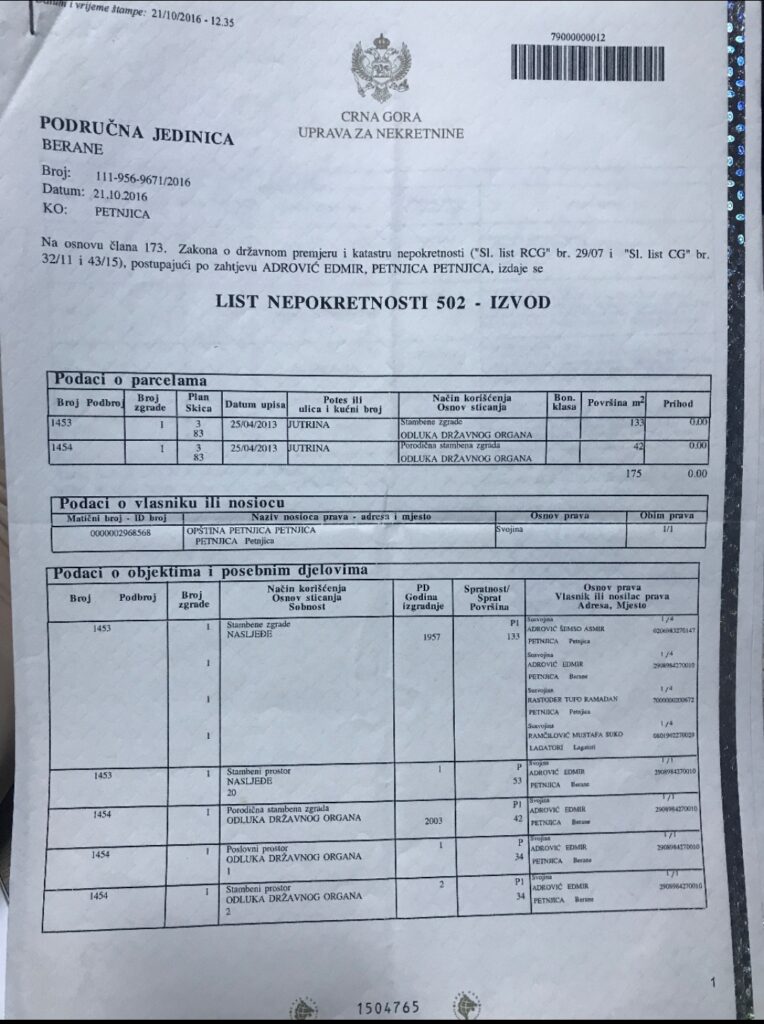 Datum i vrijeme štampe: 21/10/2016 - 12.35
79000000012
CRNA GORA
UPRAVA ZA NEKRETNINE
PODRUČNA JEDINICA
BERANE
Broj: 111-956-9671/2016
Datum: 21.10.2016
KO: PETNJICA
Na osnovu člana 173. Zakona o državnom premjeru i katastru nepokretnosti ("Sl. list RCG" br. 29/07 i "Sl. list CG" br.
32/11 i 43/15), postupajući po zahtjevu ADROVIĆ EDMIR, PETNJICA PETNJICA, izdaje se
LIST NEPOKRETNOSTI 502 - IZVOD
Podaci o parcelama
Broj Podbroj Broj zgrade Plan Skica Datum upisa Potes ili ulica i kućni broj Način korišćenja Osnov sticanja Bon. klasa Površina m2 Prihod
1453 1 3 83 25/04/2013 JUTRINA Stambene zgrade ODLUKA DRŽAVNOG ORGANA 133 0.00
1454 1 3 83 25/04/2013 JUTRINA Porodična stambena zgrada ODLUKA DRŽAVNOG ORGANA 42 0.00
175 0.00
Podaci o vlasniku ili nosiocu
Matični broj - ID broj Naziv nosioca prava - adresa i mjesto Osnov prava Obim prava
0000002968568 OPŠTINA PETNJICA PETNJICA Svojina 1/1
PETNJICA Petnjica
Podaci o objektima i posebnim djelovima
Broj Podbroj Broj zgrade Način korišćenja Osnov sticanja Sobnost PD Godina izgradnje Spratnost/ Sprat Površina Osnov prava Vlasnik ili nosilac prava Adresa, Mjesto
1453 1 Stambene zgrade P1 Susvojina 1/4
NASLJEĐE 1957 133 ADROVIĆ ŠEMSO ASMIR 0206983270147
PETNJICA Petnjica
1 Susvojina 1/4
ADROVIĆ EDMIR 2908984270010
PETNJICA Berane
1 Susvojina 1/4
RASTODER TUFO RAMADAN 7000000200672
PETNJICA Petnjica
1 Susvojina 1/4
RAMČILOVIĆ MUSTAFA SUKO
LAGATORI Lagatori
1453 1 Stambeni prostor 1 P Svojina 1/1
NASLJEĐE 53 ADROVIĆ EDMIR 2908984270010
20 PETNJICA Berane
1454 1 Porodična stambena zgrada P1 Svojina 1/1
ODLUKA DRŽAVNOG ORGANA 2003 42 ADROVIĆ EDMIR 2908984270010
PETNJICA Berane
1454 1 Poslovni prostor 1 P Svojina 1/1
ODLUKA DRŽAVNOG ORGANA 34 ADROVIĆ EDMIR 2908984270010
1 PETNJICA Berane
1454 1 Stambeni prostor 2 P1 Svojina 1/1
ODLUKA DRŽAVNOG ORGANA 34 ADROVIĆ EDMIR 2908984270010
2 PETNJICA Berane
1
1504765